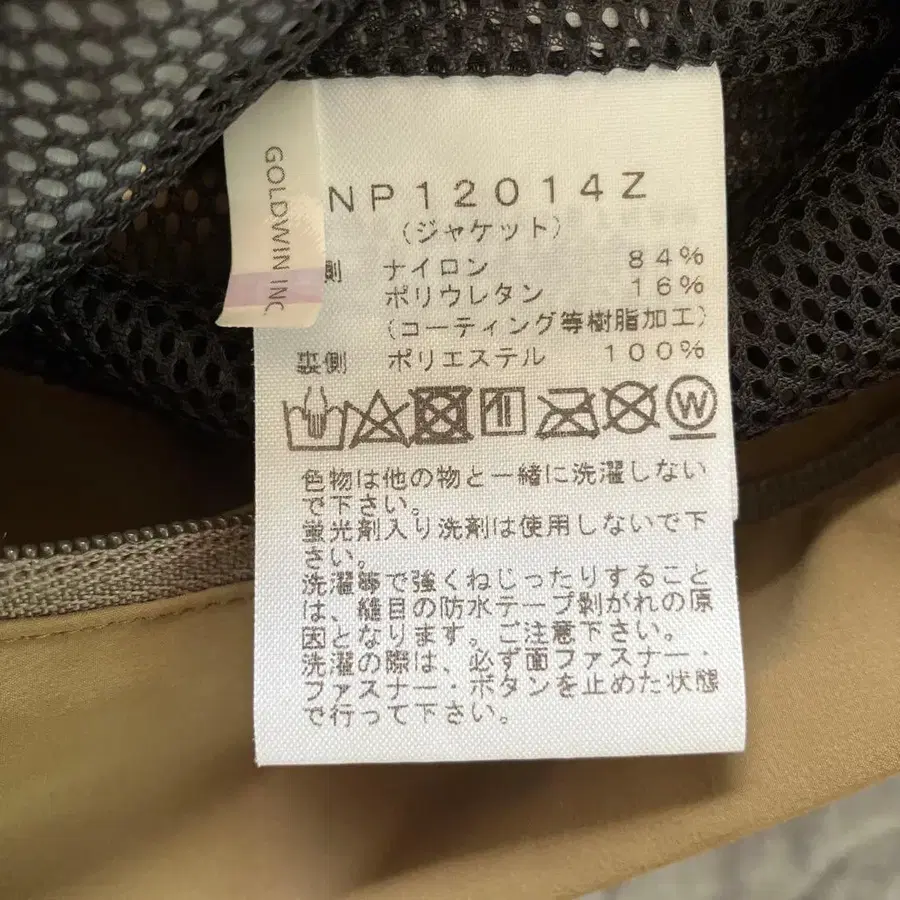 GOLDWIN INC
NP12014Z
(ジャケット)
側 ナイロン 84%
ポリウレタン 16%
(コーティング等樹脂加工)
裏側 ポリエステル 100%
W
色物は他の物と一緒に洗濯しない
で下さい。
蛍光剤入り洗剤は使用しないで下
さい。
洗濯等で強くねじったりすること
は、縫目の防水テープ剥がれの原
因となります。ご注意下さい。
洗濯の際は、必ず面ファスナー・
ファスナー・ボタンを止めた状態
で行って下さい。